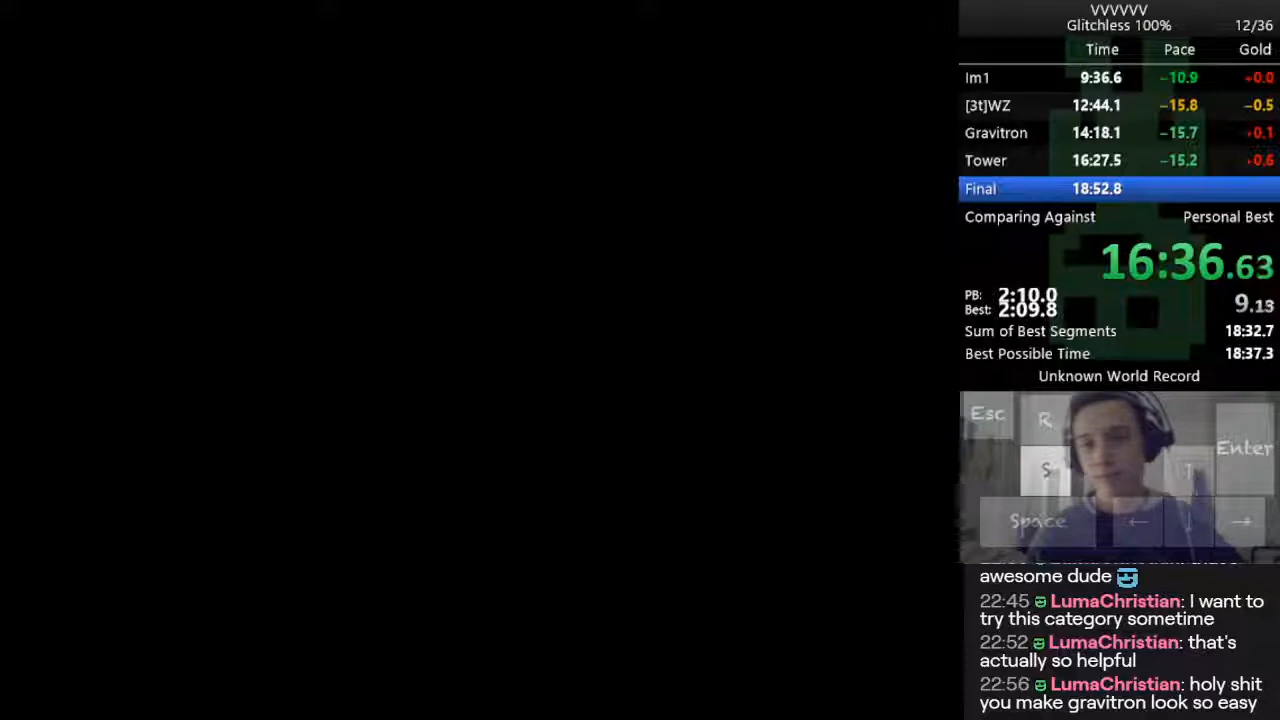 VVVVVV
Glitchless 100% 12/36
Time Pace Gold
Im1 9:36.6 −10.9 +0.0
[3t]WZ 12:44.1 −15.8 −0.5
Gravitron 14:18.1 −15.7 +0.1
Tower 16:27.5 −15.2 +0.6
Final 18:52.8
Comparing Against Personal Best
16:36.63
PB: 2:10.0
Best: 2:09.8
9.13
Sum of Best Segments 18:32.7
Best Possible Time 18:37.3
Unknown World Record
Esc R
Enter
S ↑
Space ← ↓ →
awesome dude
22:45 LumaChristian: I want to
try this category sometime
22:52 LumaChristian: that's
actually so helpful
22:56 LumaChristian: holy shit
you make gravitron look so easy